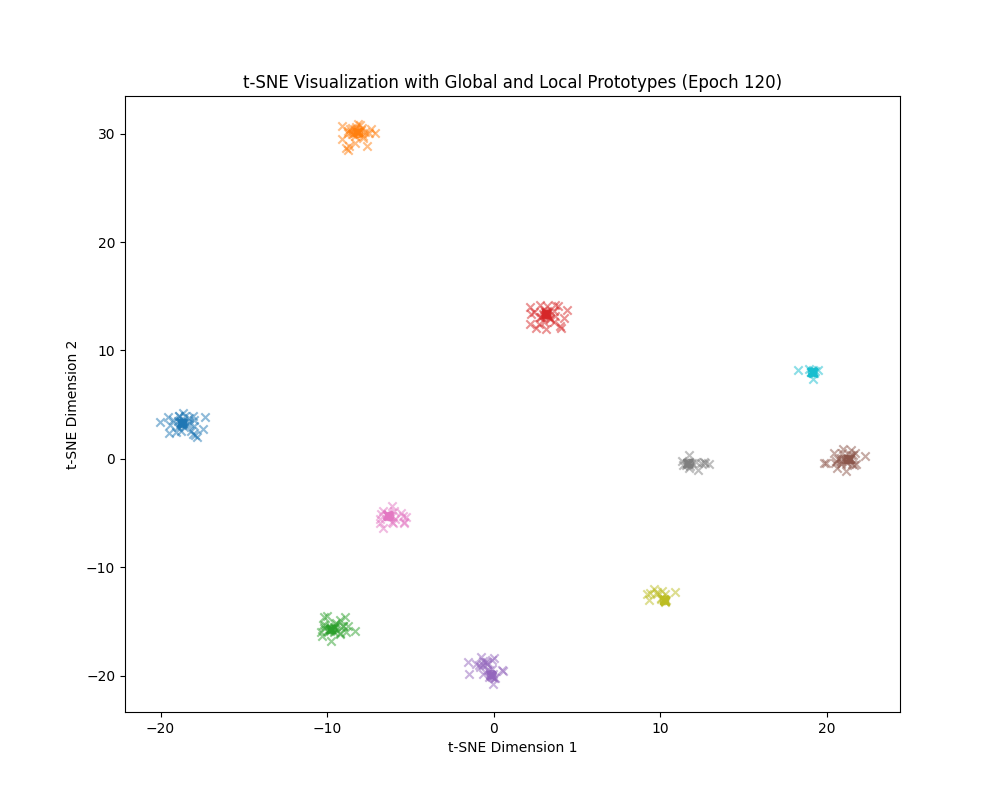 t-SNE Visualization with Global and Local Prototypes (Epoch 120)
30
20
10
0
−10
−20
t-SNE Dimension 2
−20 −10 0 10 20
t-SNE Dimension 1